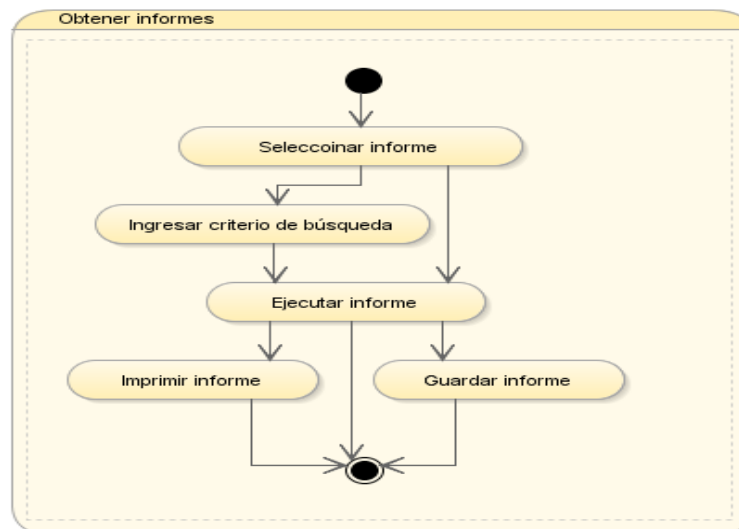 Obtener informes
Seleccoinar informe
Ingresar criterio de búsqueda
Ejecutar informe
Imprimir informe
Guardar informe